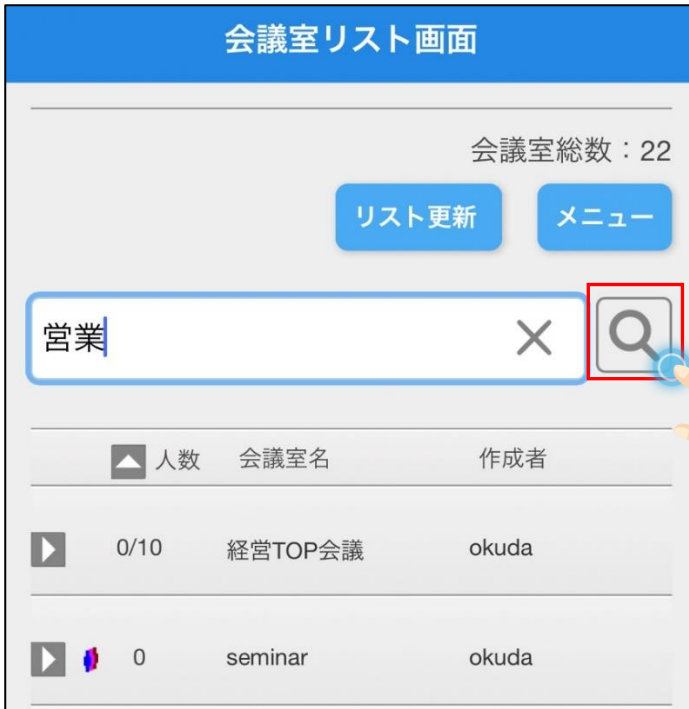 会議室リスト画面
会議室総数：22
リスト更新 メニュー
営業
人数 会議室名 作成者
0/10 経営TOP会議 okuda
0 seminar okuda